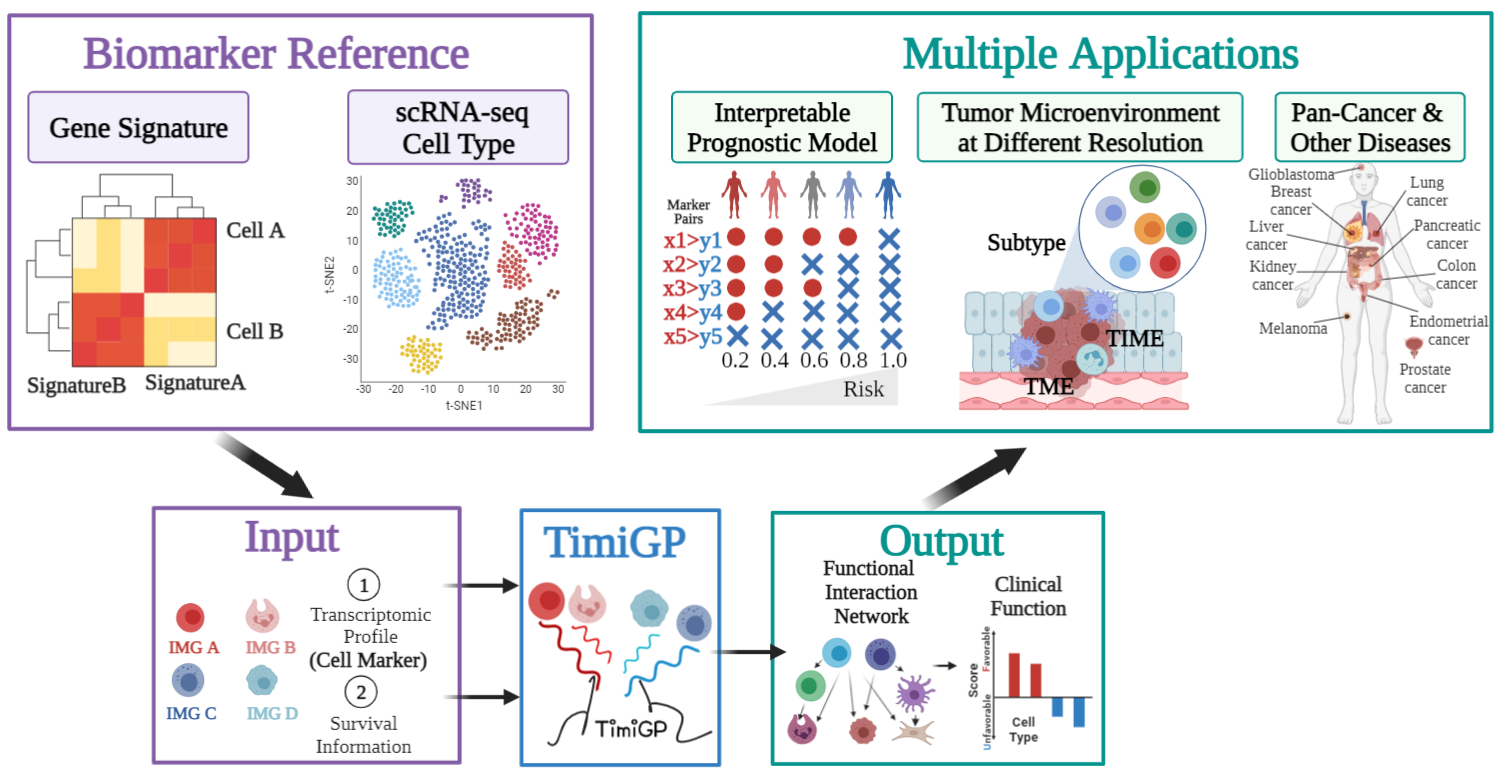 Biomarker Reference
Gene Signature
scRNA-seq
Cell Type
Cell A
Cell B
SignatureB
SignatureA
30
20
10
0
-10
-20
-30
t-SNE2
-30
-20
-10
0
10
20
30
t-SNE1
Multiple Applications
Interpretable
Prognostic Model
Marker
Pairs
x1>y1
x2>y2
x3>y3
x4>y4
x5>y5
0.2
0.4
0.6
0.8
1.0
Risk
Tumor Microenvironment
at Different Resolution
Subtype
TIME
TME
Pan-Cancer &
Other Diseases
Glioblastoma
Breast
cancer
Liver
cancer
Kidney
cancer
Melanoma
Lung
cancer
Pancreatic
cancer
Colon
cancer
Endometrial
cancer
Prostate
cancer
Input
IMG A
IMG B
IMG C
IMG D
1
Transcriptomic
Profile
(Cell Marker)
2
Survival
Information
TimiGP
TimiGP
Output
Functional
Interaction
Network
Clinical
Function
Score
Favorable
Unfavorable
Cell
Type